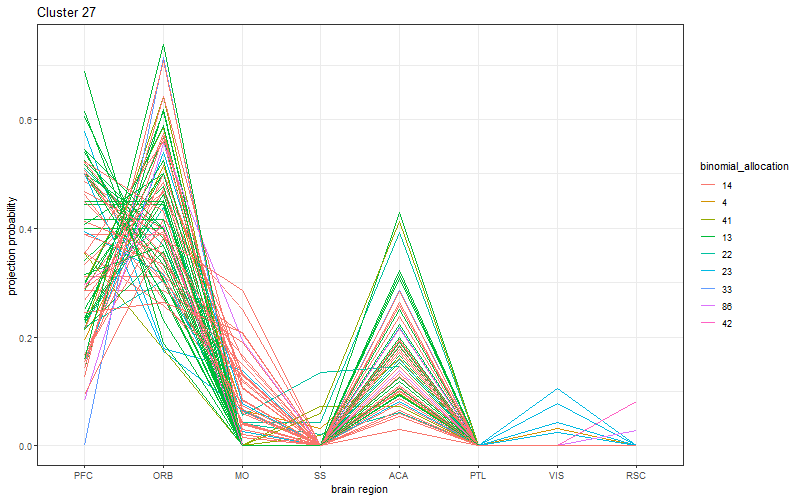 Cluster 27
projection probability
0.6
0.4
0.2
0.0
PFC ORB MO SS ACA PTL VIS RSC
brain region
binomial_allocation
14
4
41
13
22
23
33
86
42